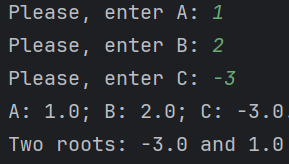 Please, enter A: 1
Please, enter B: 2
Please, enter C: -3
A: 1.0; B: 2.0; C: -3.0.
Two roots: -3.0 and 1.0